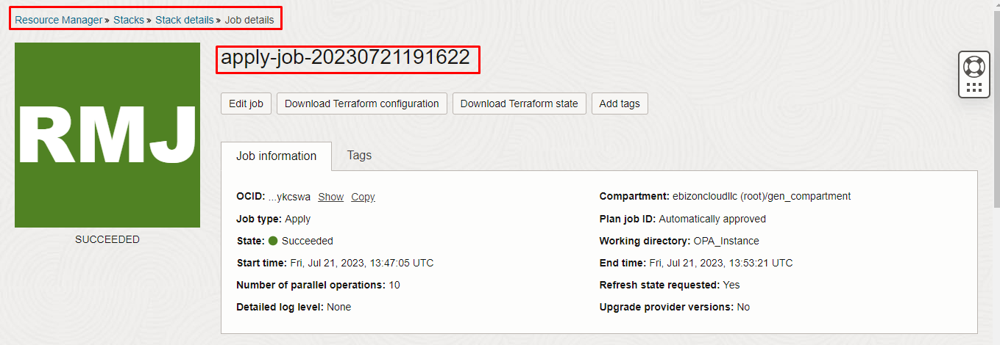 Resource Manager » Stacks » Stack details » Job details
RMJ
SUCCEEDED
apply-job-20230721191622
Edit job Download Terraform configuration Download Terraform state Add tags
Job information Tags
OCID: ...ykcswa Show Copy
Job type: Apply
State: Succeeded
Start time: Fri, Jul 21, 2023, 13:47:05 UTC
Number of parallel operations: 10
Detailed log level: None
Compartment: ebizoncloudllc (root)/gen_compartment
Plan job ID: Automatically approved
Working directory: OPA_Instance
End time: Fri, Jul 21, 2023, 13:53:21 UTC
Refresh state requested: Yes
Upgrade provider versions: No